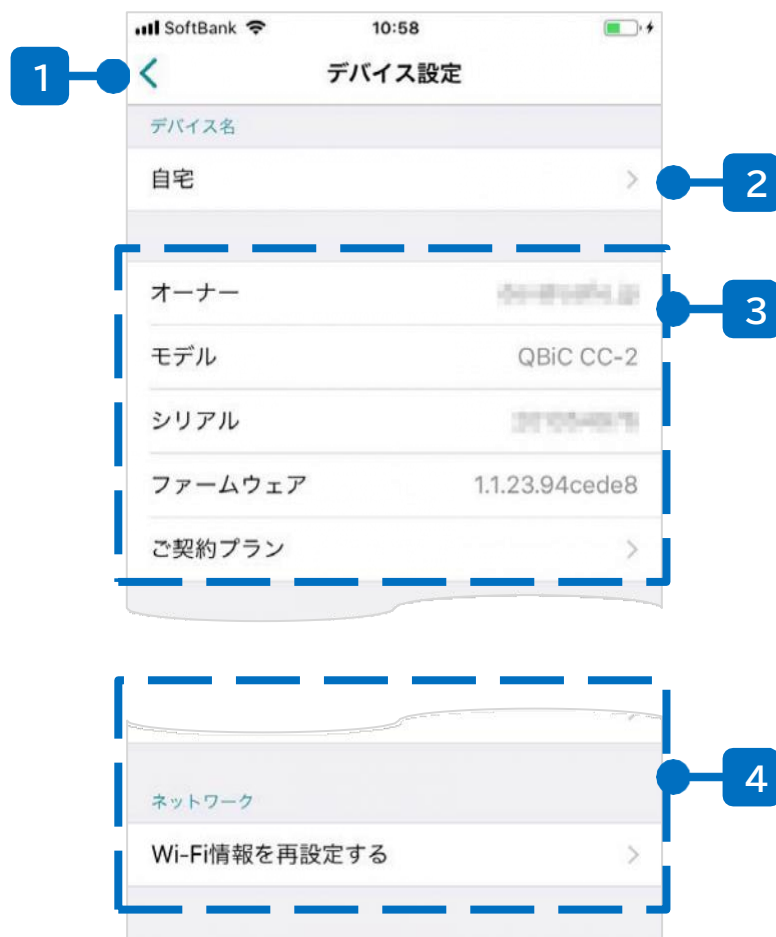 SoftBank 10:58
1
デバイス設定
デバイス名
自宅
2
オーナー
3
モデル QBiC CC-2
シリアル
ファームウェア 1.1.23.94cede8
ご契約プラン
4
ネットワーク
Wi-Fi情報を再設定する